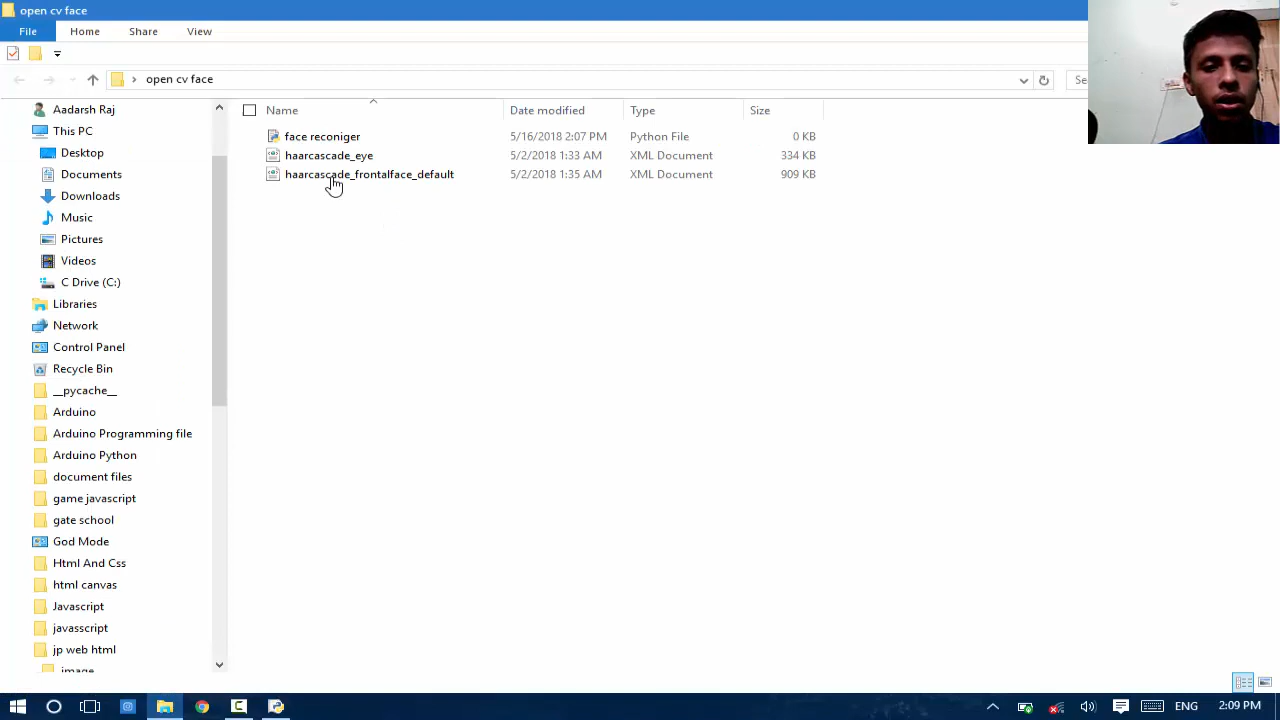 open cv face
File Home Share View
open cv face
Se
Name Date modified Type Size
face reconiger 5/16/2018 2:07 PM Python File 0 KB
haarcascade_eye 5/2/2018 1:33 AM XML Document 334 KB
haarcascade_frontalface_default 5/2/2018 1:35 AM XML Document 909 KB
Aadarsh Raj
This PC
Desktop
Documents
Downloads
Music
Pictures
Videos
C Drive (C:)
Libraries
Network
Control Panel
Recycle Bin
__pycache__
Arduino
Arduino Programming file
Arduino Python
document files
game javascript
gate school
God Mode
Html And Css
html canvas
Javascript
javasscript
jp web html
image
ENG 2:09 PM